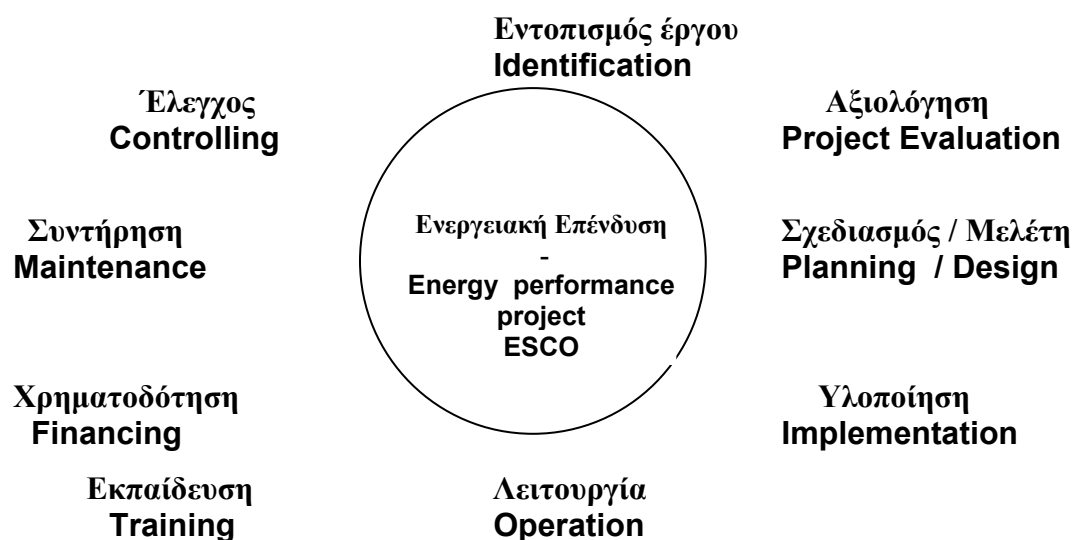 Εντοπισμός έργου
Identification
Αξιολόγηση
Project Evaluation
Σχεδιασμός / Μελέτη
Planning / Design
Υλοποίηση
Implementation
Λειτουργία
Operation
Εκπαίδευση
Training
Χρηματοδότηση
Financing
Συντήρηση
Maintenance
Έλεγχος
Controlling
Ενεργειακή Επένδυση
-
Energy performance
project
ESCO